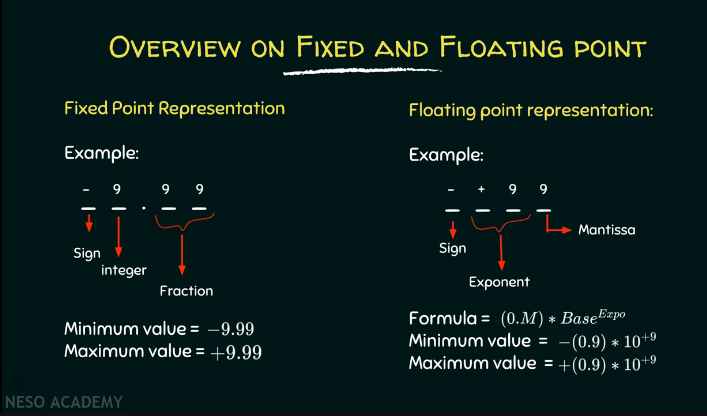 Overview on Fixed and Floating point
Fixed Point Representation
Example:
- 9 . 9 9
Sign
integer
Fraction
Minimum value = −9.99
Maximum value = +9.99
Floating point representation:
Example:
- + 9 9
Mantissa
Sign
Exponent
Formula = (0.M) ∗ Base^{Expo}
Minimum value = −(0.9) ∗ 10^{+9}
Maximum value = +(0.9) ∗ 10^{+9}
NESO ACADEMY